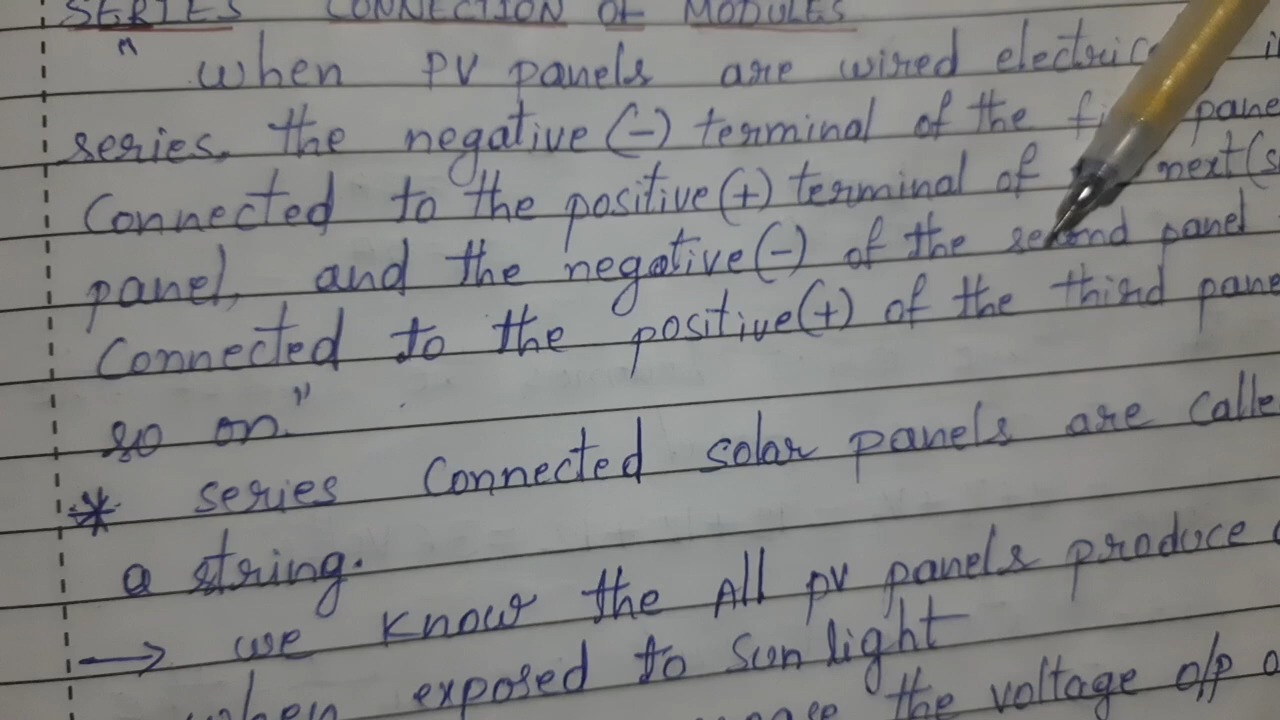 SERIES CONNECTION OF MODULES
" when PV panels are wired
series, the negative (-) terminal of the
Connected to the positive (+) terminal of next
panel, and the negative (-) of the second panel
Connected to the positive (+) of the third
so on."
* series Connected solar panels are
a string.
→ we know the All pv panels produce
when exposed to sun light
the voltage o/p